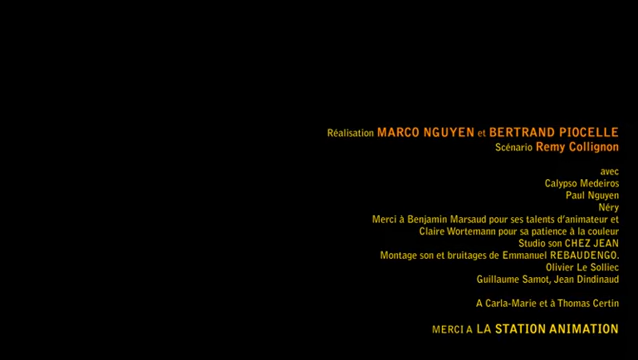 Réalisation MARCO NGUYEN et BERTRAND PIOCELLE
Scénario Remy Collignon
avec
Calypso Medeiros
Paul Nguyen
Néry
Merci à Benjamin Marsaud pour ses talents d'animateur et
Claire Wortemann pour sa patience à la couleur
Studio son CHEZ JEAN
Montage son et bruitages de Emmanuel REBAUDENGO.
Olivier Le Solliec
Guillaume Samot, Jean Dindinaud
A Carla-Marie et à Thomas Certin
MERCI A LA STATION ANIMATION